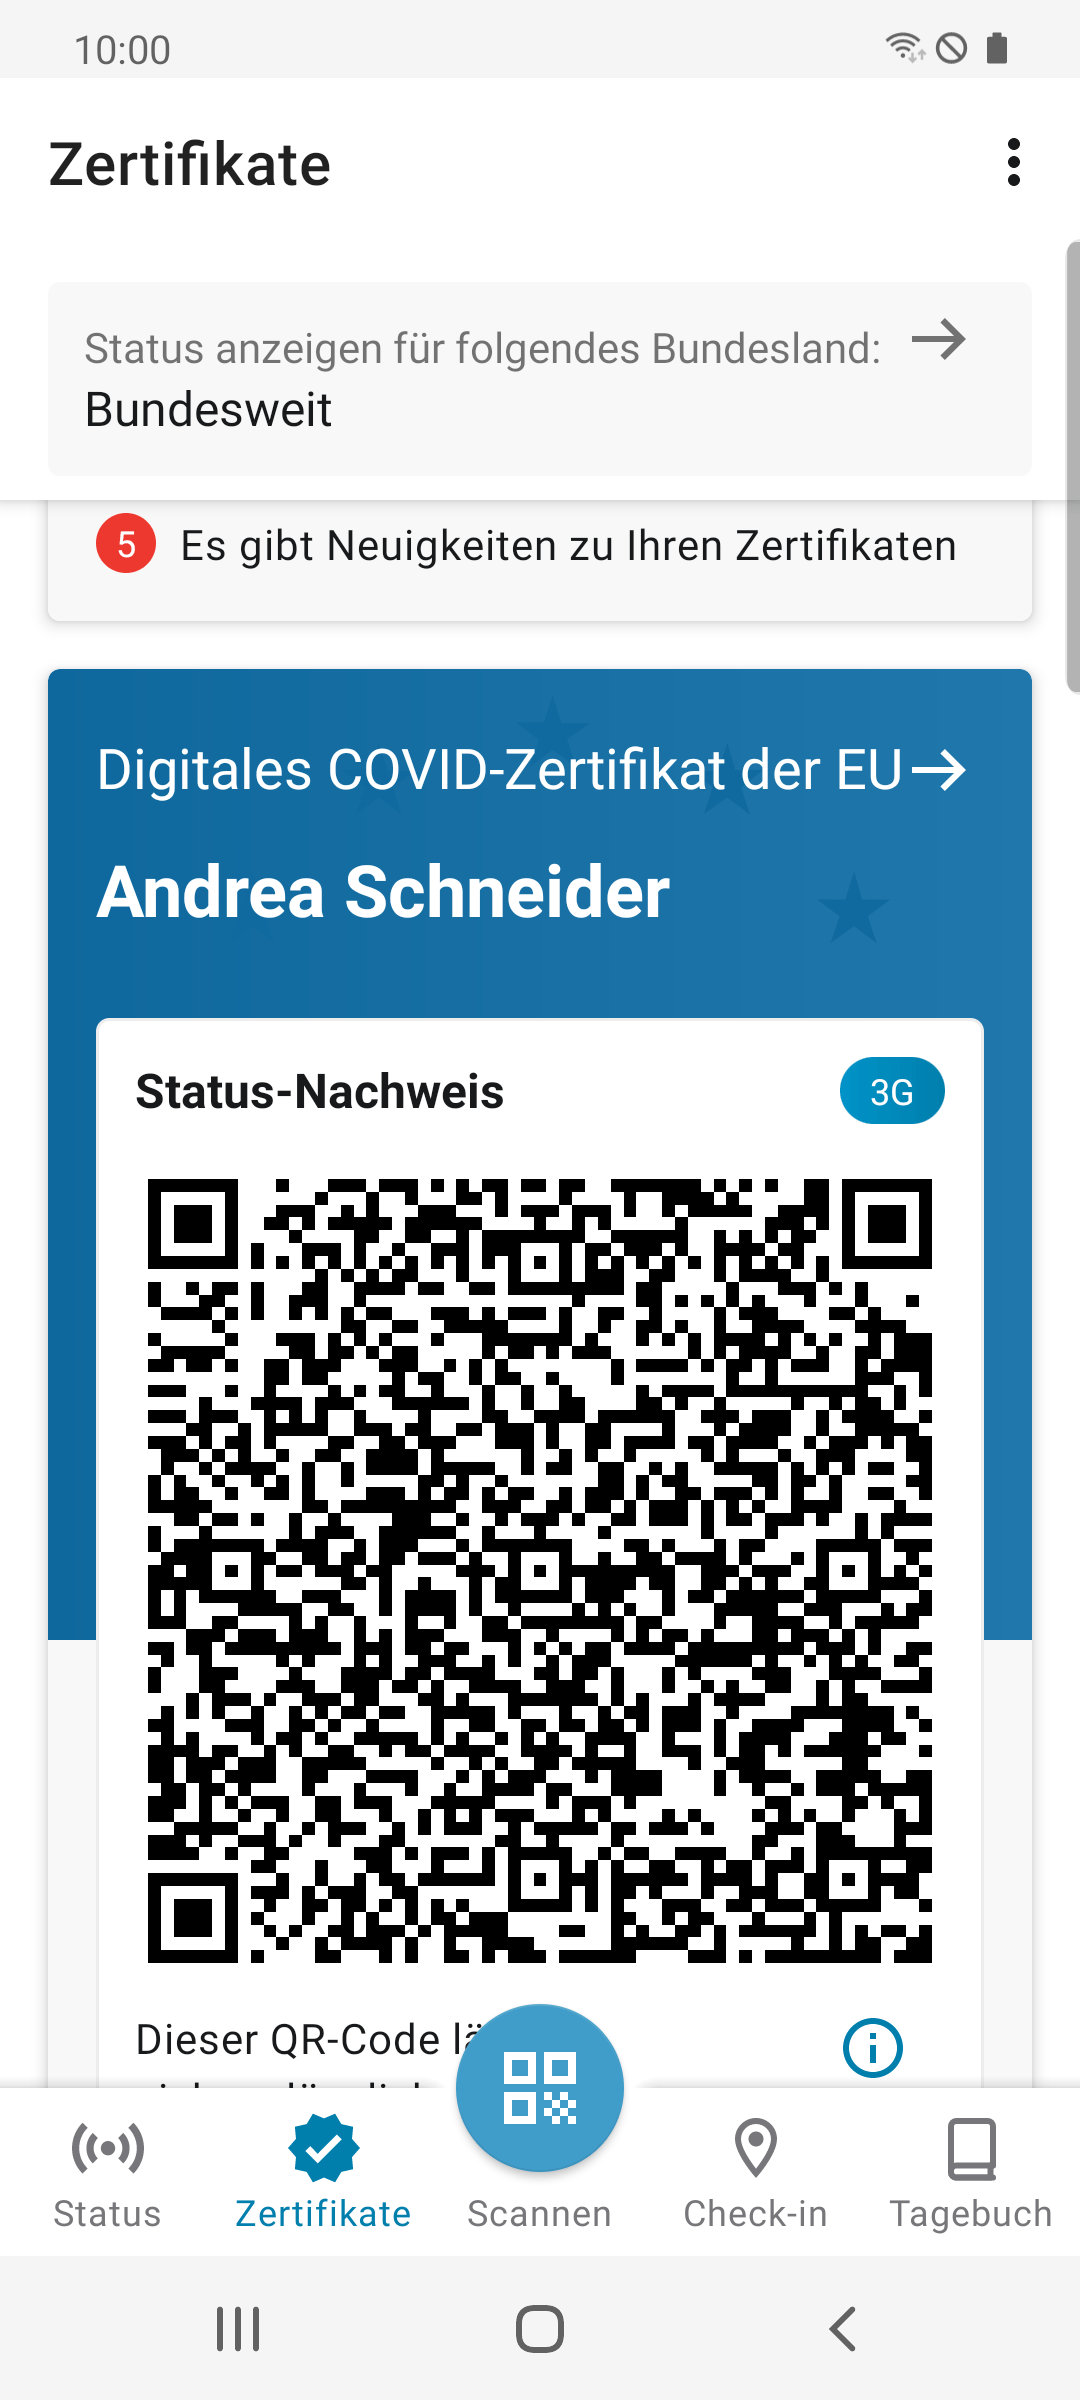 10:00
Zertifikate
Status anzeigen für folgendes Bundesland:
Bundesweit
5 Es gibt Neuigkeiten zu Ihren Zertifikaten
Digitales COVID-Zertifikat der EU
Andrea Schneider
Status-Nachweis 3G
Dieser QR-Code
Status Zertifikate Scannen Check-in Tagebuch